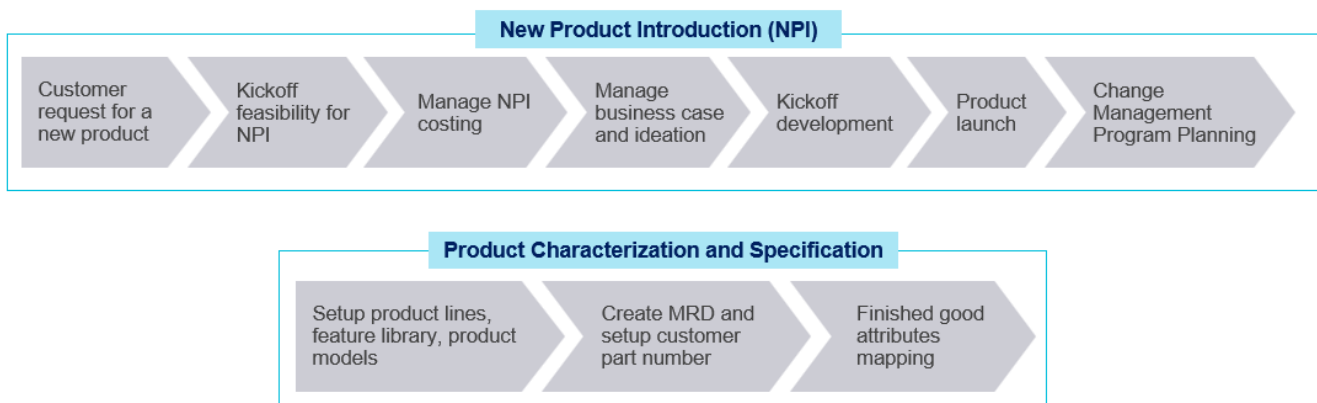 New Product Introduction (NPI)
Customer
request for a
new product
Kickoff
feasibility for
NPI
Manage NPI
costing
Manage
business case
and ideation
Kickoff
development
Product
launch
Change
Management
Program Planning
Product Characterization and Specification
Setup product lines,
feature library, product
models
Create MRD and
setup customer
part number
Finished good
attributes
mapping